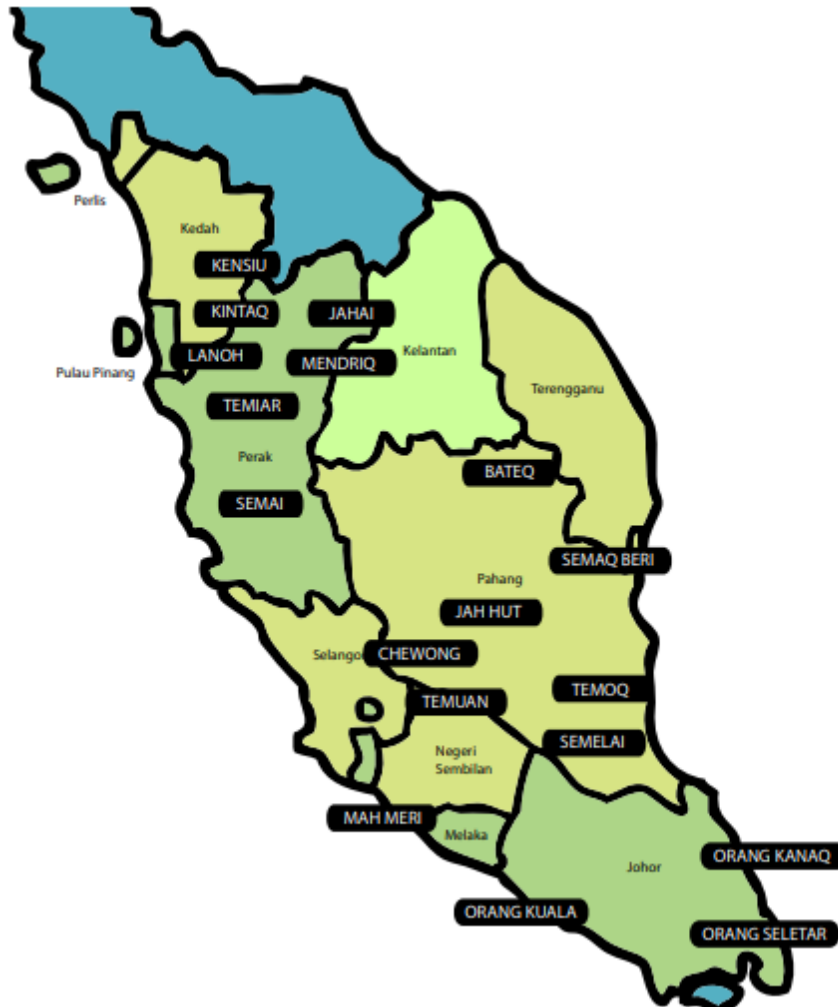 Perlis
Kedah
KENSIU
KINTAQ
JAHAI
LANOH
MENDRIQ
Kelantan
Pulau Pinang
Terengganu
TEMIAR
Perak
BATEQ
SEMAI
SEMAQ BERI
Pahang
JAH HUT
Selango
CHEWONG
TEMUAN
TEMOQ
SEMELAI
Negeri
Sembilan
MAH MERI
Melaka
ORANG KANAQ
Johor
ORANG KUALA
ORANG SELETAR